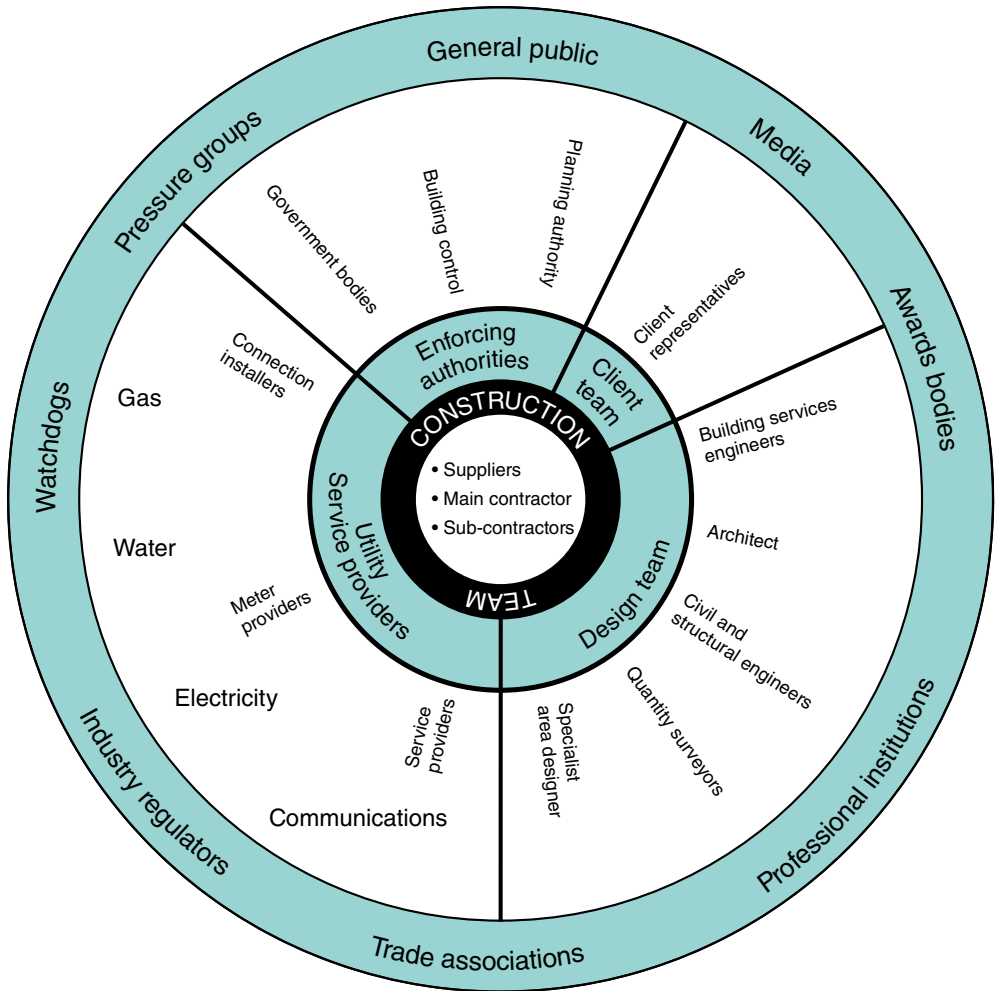 General public
Media
Awards bodies
Professional institutions
Trade associations
Industry regulators
Watchdogs
Pressure groups
Government bodies
Building control
Planning authority
Client
representatives
Building services
engineers
Architect
Civil and
structural engineers
Quantity surveyors
Specialist
area designer
Service
providers
Communications
Electricity
Meter
providers
Water
Gas
Connection
installers
Enforcing
authorities
Client
team
Design team
Utility
Service providers
CONSTRUCTION
• Suppliers
• Main contractor
• Sub-contractors
TEAM